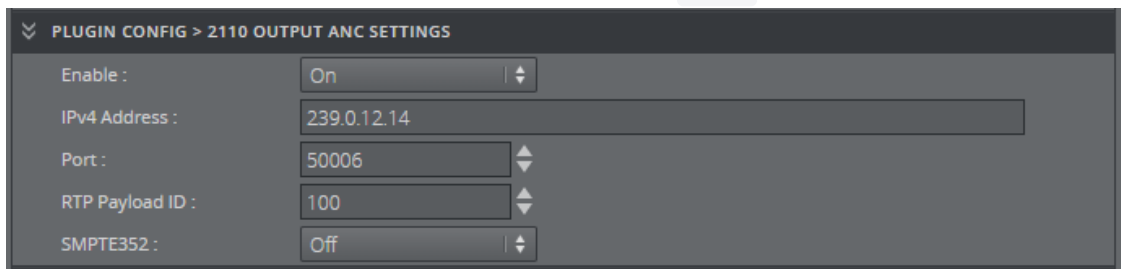 PLUGIN CONFIG > 2110 OUTPUT ANC SETTINGS
Enable : On
IPv4 Address : 239.0.12.14
Port : 50006
RTP Payload ID : 100
SMPTE352 : Off